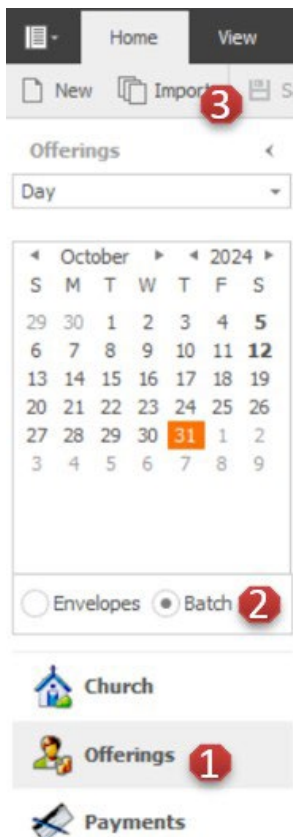 Home View
New Import 3 S
Offerings
Day
October 2024
S M T W T F S
29 30 1 2 3 4 5
6 7 8 9 10 11 12
13 14 15 16 17 18 19
20 21 22 23 24 25 26
27 28 29 30 31 1 2
3 4 5 6 7 8 9
Envelopes Batch 2
Church
Offerings 1
Payments